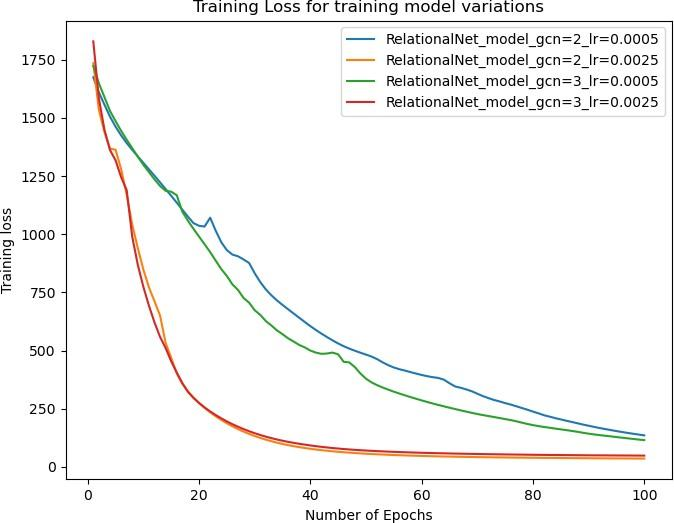 Training Loss for training model variations
RelationalNet_model_gcn=2_lr=0.0005
RelationalNet_model_gcn=2_lr=0.0025
RelationalNet_model_gcn=3_lr=0.0005
RelationalNet_model_gcn=3_lr=0.0025
Training loss
1750
1500
1250
1000
750
500
250
0
0 20 40 60 80 100
Number of Epochs